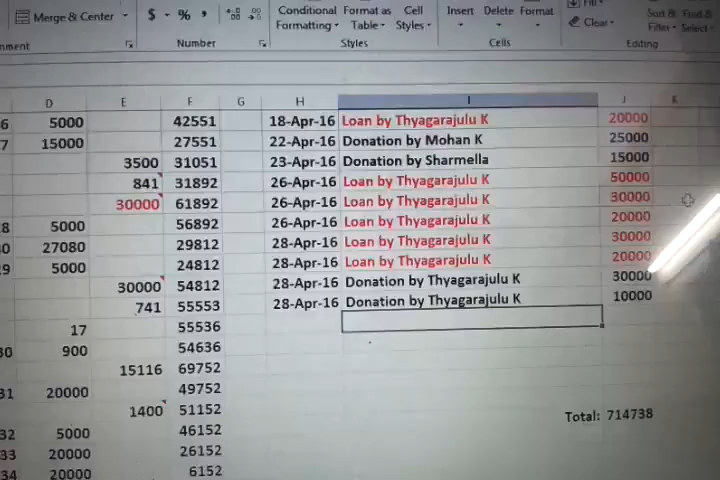 Merge & Center $ % , Conditional Format as Cell Insert Delete Format Fill
Formatting Table Styles Clear Sort & Find &
Filter Select
nment Number Styles Cells Editing
D E F G H I J K
6 5000 42551 18-Apr-16 Loan by Thyagarajulu K 20000
7 15000 27551 22-Apr-16 Donation by Mohan K 25000
3500 31051 23-Apr-16 Donation by Sharmella 15000
841 31892 26-Apr-16 Loan by Thyagarajulu K 50000
30000 61892 26-Apr-16 Loan by Thyagarajulu K 30000
8 5000 56892 26-Apr-16 Loan by Thyagarajulu K 20000
0 27080 29812 28-Apr-16 Loan by Thyagarajulu K 30000
9 5000 24812 28-Apr-16 Loan by Thyagarajulu K 20000
30000 54812 28-Apr-16 Donation by Thyagarajulu K 30000
741 55553 28-Apr-16 Donation by Thyagarajulu K 10000
17 55536
30 900 54636
15116 69752
31 20000 49752
1400 51152 Total: 714738
32 5000 46152
33 20000 26152
34 20000 6152